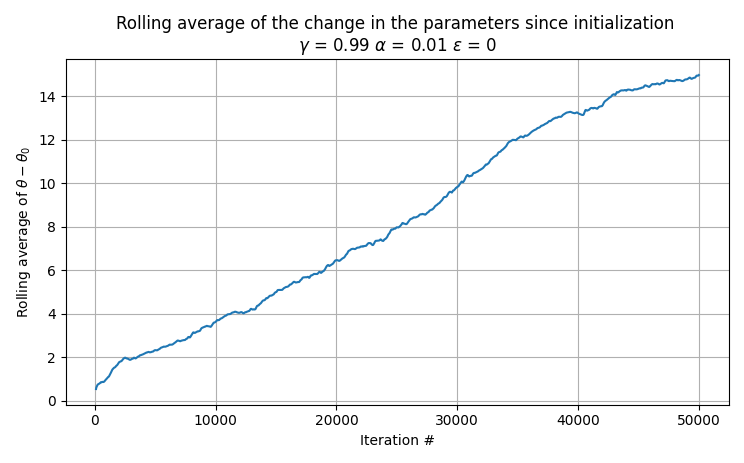 Rolling average of the change in the parameters since initialization
γ = 0.99 α = 0.01 ε = 0
Rolling average of θ − θ₀
14
12
10
8
6
4
2
0
0 10000 20000 30000 40000 50000
Iteration #